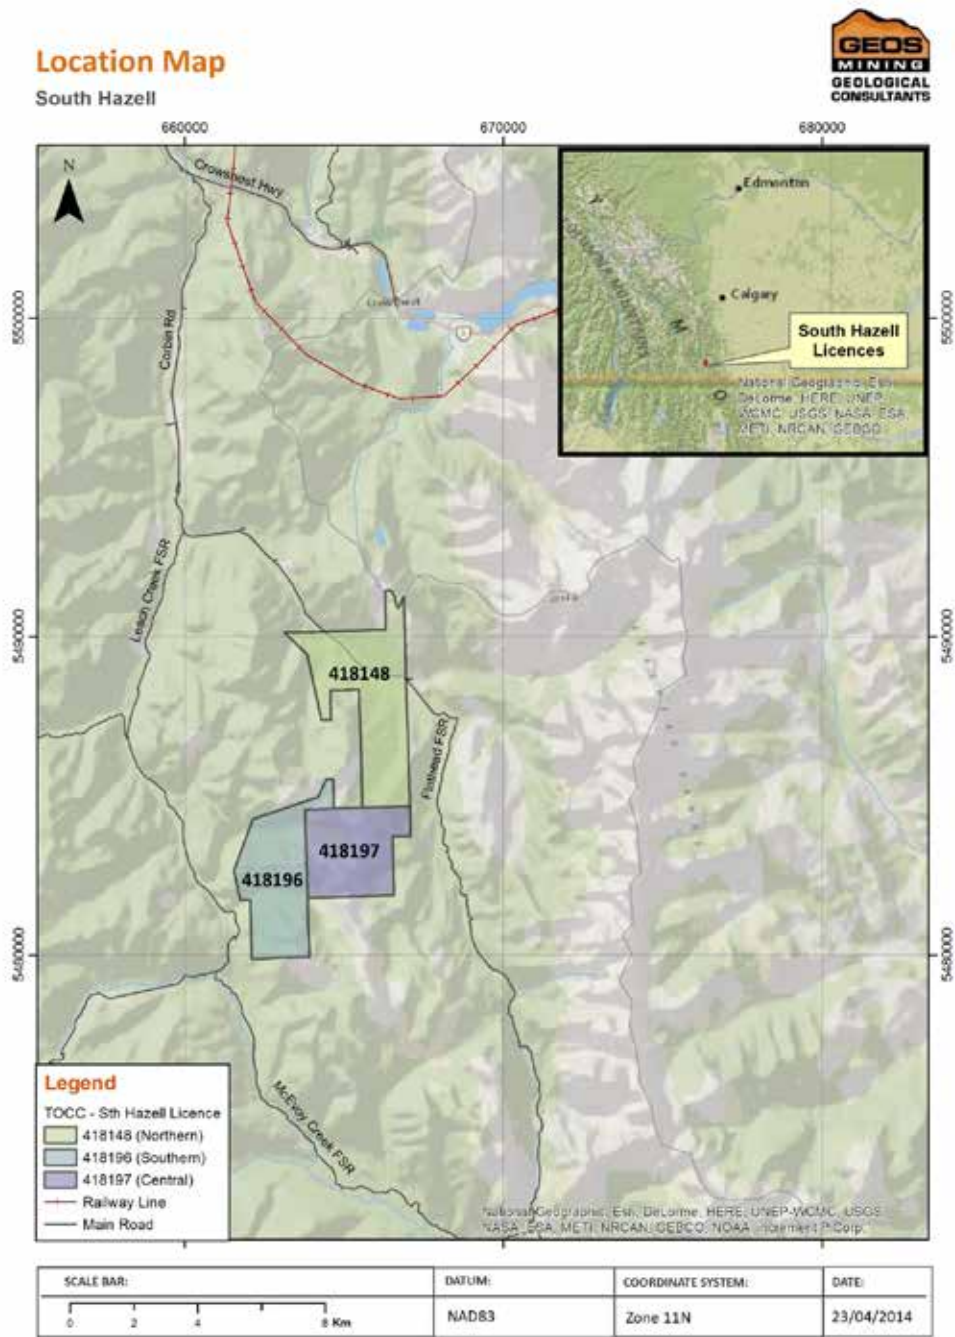 Location Map
South Hazell
GEOS
MINING
GEOLOGICAL
CONSULTANTS
660000
670000
680000
N
Crowsnest Hwy
Edmonton
Calgary
South Hazell
Licences
National Geographic, Esri,
DeLorme, HERE, UNEP-
WCMC, USGS, NASA, ESA,
METI, NRCAN, GEBCO
5500000
5500000
Corbin Rd
3
5490000
5490000
418148
Flathead FSR
418197
418196
5480000
5480000
McEvoy Creek FSR
Legend
TOCC - Sth Hazell Licence
418148 (Northern)
418196 (Southern)
418197 (Central)
Railway Line
Main Road
National Geographic, Esri, DeLorme, HERE, UNEP-WCMC, USGS,
NASA, ESA, METI, NRCAN, GEBCO, NOAA, increment P Corp.
SCALE BAR:
0 2 4 8 Km
DATUM:
NAD83
COORDINATE SYSTEM:
Zone 11N
DATE:
23/04/2014